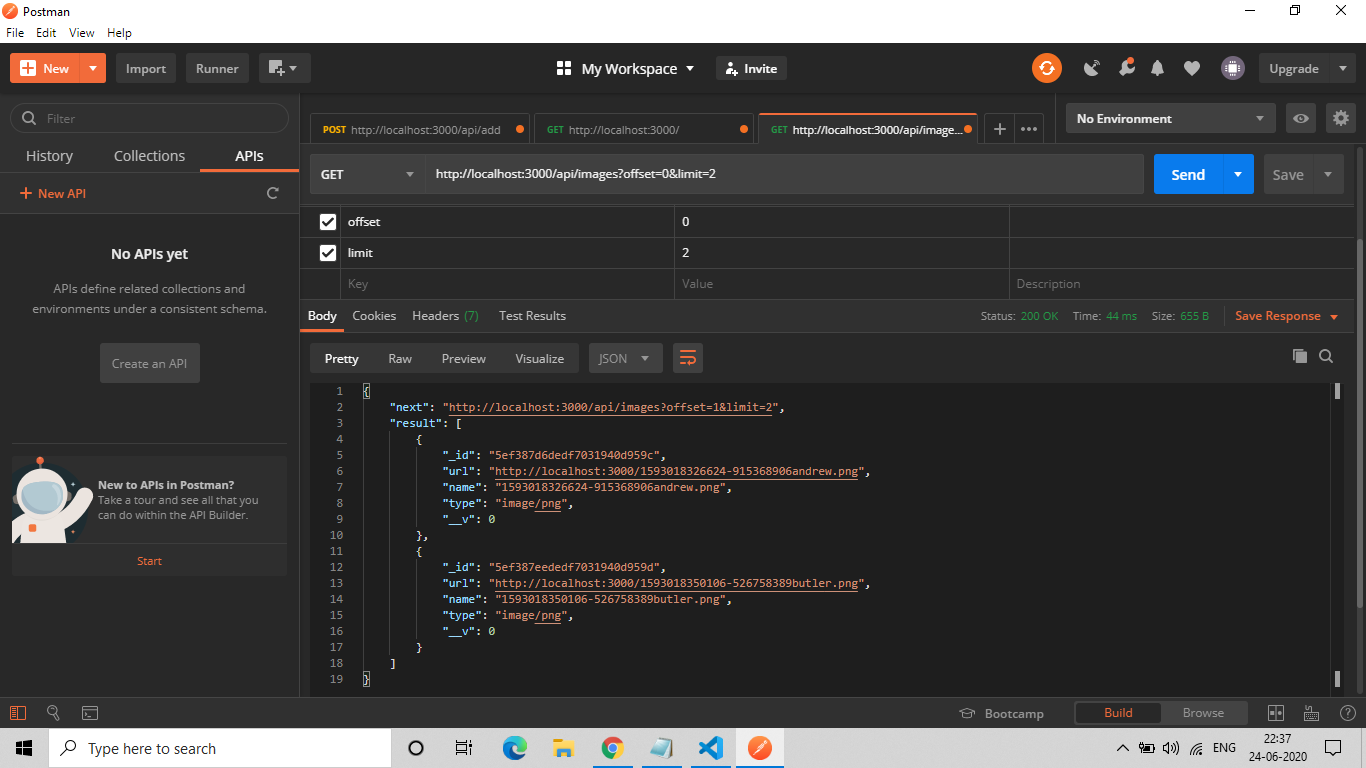 Postman
File Edit View Help
New Import Runner My Workspace Invite Upgrade
Filter
History Collections APIs
New API
No APIs yet
APIs define related collections and
environments under a consistent schema.
Create an API
New to APIs in Postman?
Take a tour and see all that you
can do within the API Builder.
Start
POST http://localhost:3000/api/add GET http://localhost:3000/ GET http://localhost:3000/api/image... No Environment
GET http://localhost:3000/api/images?offset=0&limit=2 Send Save
offset 0
limit 2
Key Value Description
Body Cookies Headers (7) Test Results Status: 200 OK Time: 44 ms Size: 655 B Save Response
Pretty Raw Preview Visualize JSON
1 {
2 "next": "http://localhost:3000/api/images?offset=1&limit=2",
3 "result": [
4 {
5 "_id": "5ef387d6dedf7031940d959c",
6 "url": "http://localhost:3000/1593018326624-915368906andrew.png",
7 "name": "1593018326624-915368906andrew.png",
8 "type": "image/png",
9 "__v": 0
10 },
11 {
12 "_id": "5ef387eededf7031940d959d",
13 "url": "http://localhost:3000/1593018350106-526758389butler.png",
14 "name": "1593018350106-526758389butler.png",
15 "type": "image/png",
16 "__v": 0
17 }
18 ]
19 }
Bootcamp Build Browse
Type here to search
ENG 22:37
24-06-2020